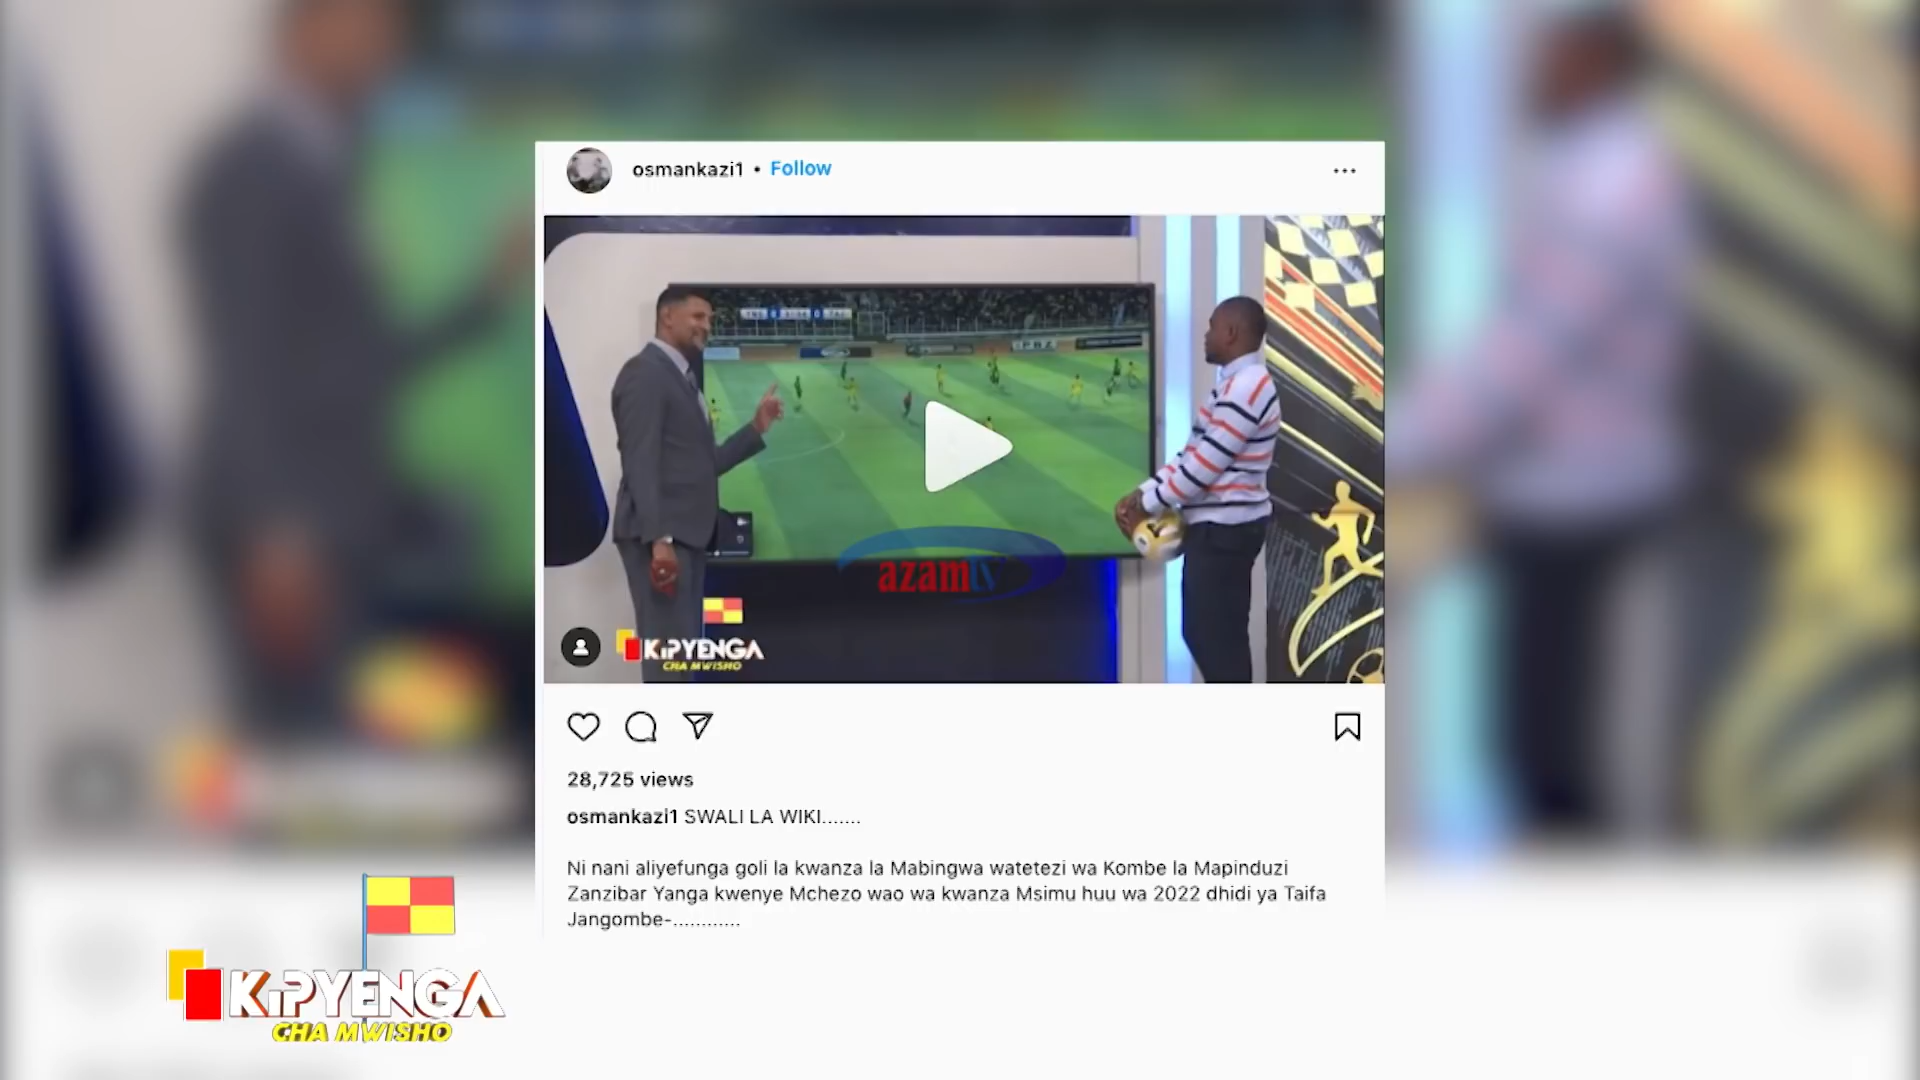 osmankazi1 • Follow
azamtv
KiPYENGA
CHA MWISHO
28,725 views
osmankazi1 SWALI LA WIKI.......
Ni nani aliyefunga goli la kwanza la Mabingwa watetezi wa Kombe la Mapinduzi
Zanzibar Yanga kwenye Mchezo wao wa kwanza Msimu huu wa 2022 dhidi ya Taifa
Jangombe-............
KiPYENGA
CHA MWISHO